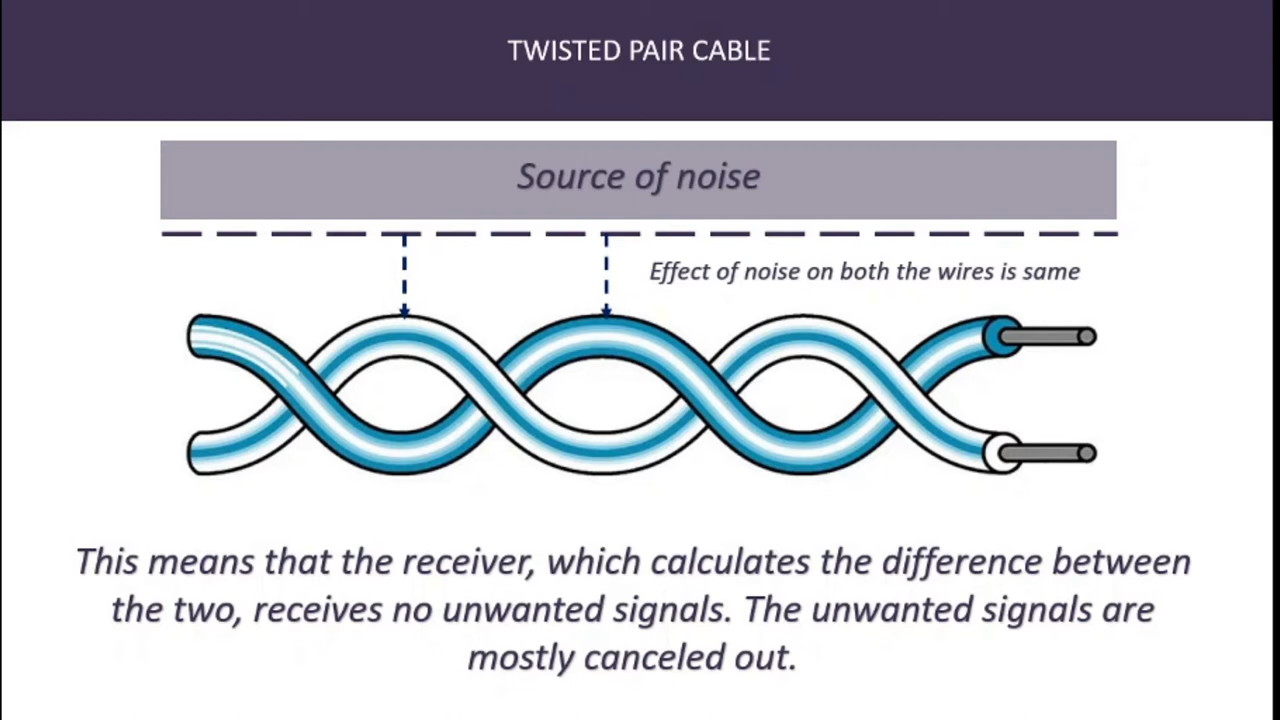 TWISTED PAIR CABLE
Source of noise
Effect of noise on both the wires is same
This means that the receiver, which calculates the difference between
the two, receives no unwanted signals. The unwanted signals are
mostly canceled out.